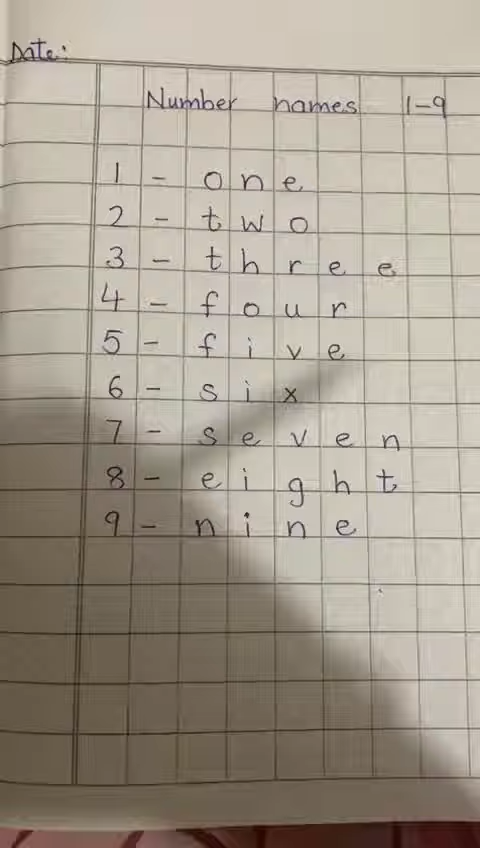 Date:
Number names 1-9
1 - one
2 - two
3 - three
4 - four
5 - five
6 - six
7 - seven
8 - eight
9 - nine